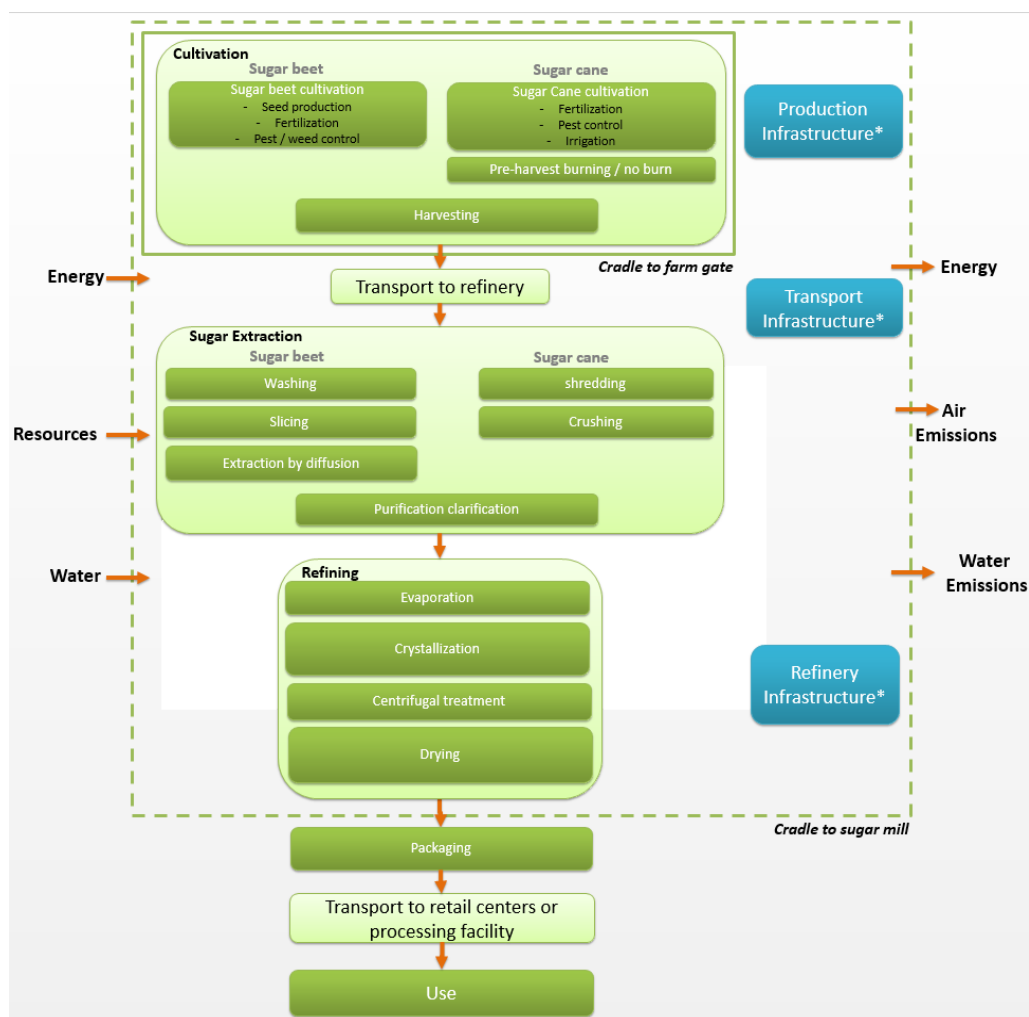 Cultivation
Sugar beet
Sugar cane
Sugar beet cultivation
- Seed production
- Fertilization
- Pest / weed control
Sugar Cane cultivation
- Fertilization
- Pest control
- Irrigation
Pre-harvest burning / no burn
Harvesting
Production
Infrastructure*
Cradle to farm gate
Energy
Energy
Transport to refinery
Transport
Infrastructure*
Sugar Extraction
Sugar beet
Sugar cane
Washing
shredding
Slicing
Crushing
Resources
Air
Emissions
Extraction by diffusion
Purification clarification
Water
Water
Emissions
Refining
Evaporation
Crystallization
Centrifugal treatment
Drying
Refinery
Infrastructure*
Cradle to sugar mill
Packaging
Transport to retail centers or
processing facility
Use